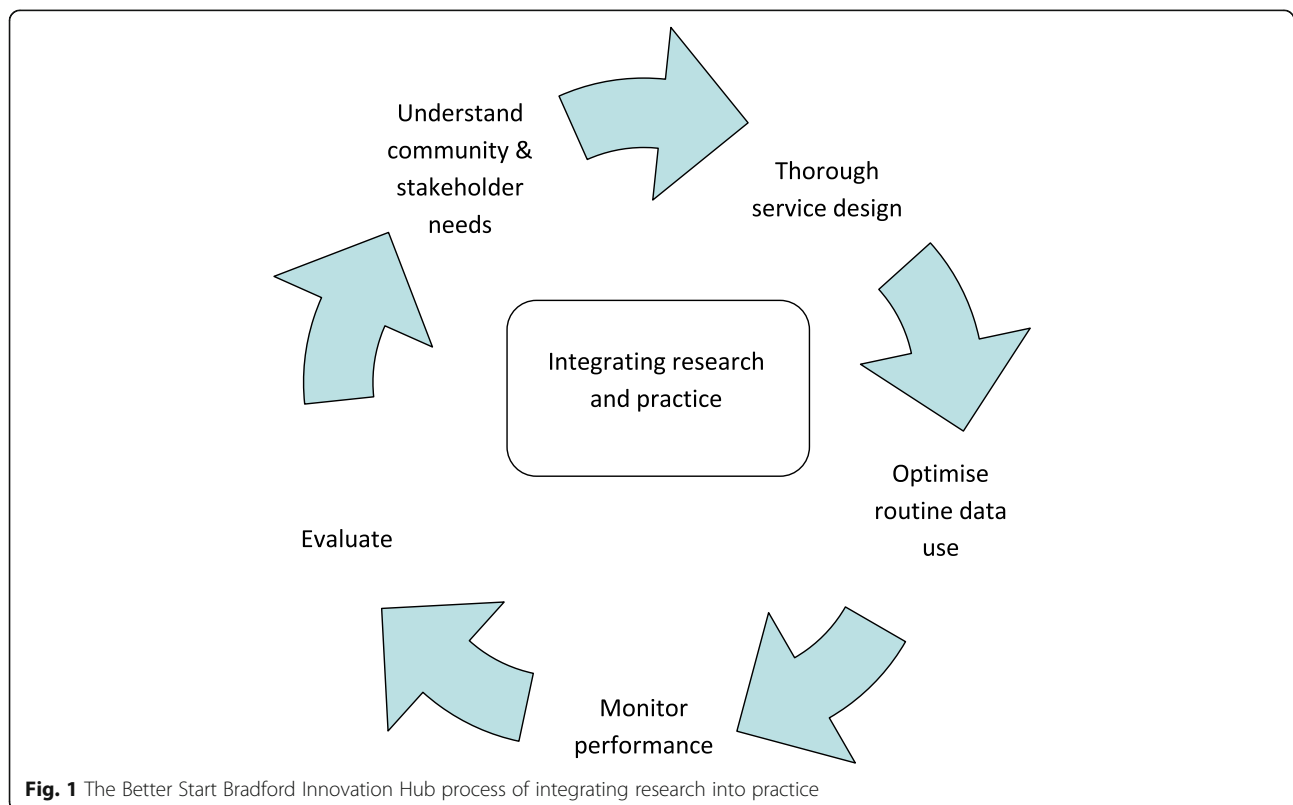 Understand
community &
stakeholder
needs
Thorough
service design
Integrating research
and practice
Optimise
routine data
use
Evaluate
Monitor
performance
Fig. 1 The Better Start Bradford Innovation Hub process of integrating research into practice